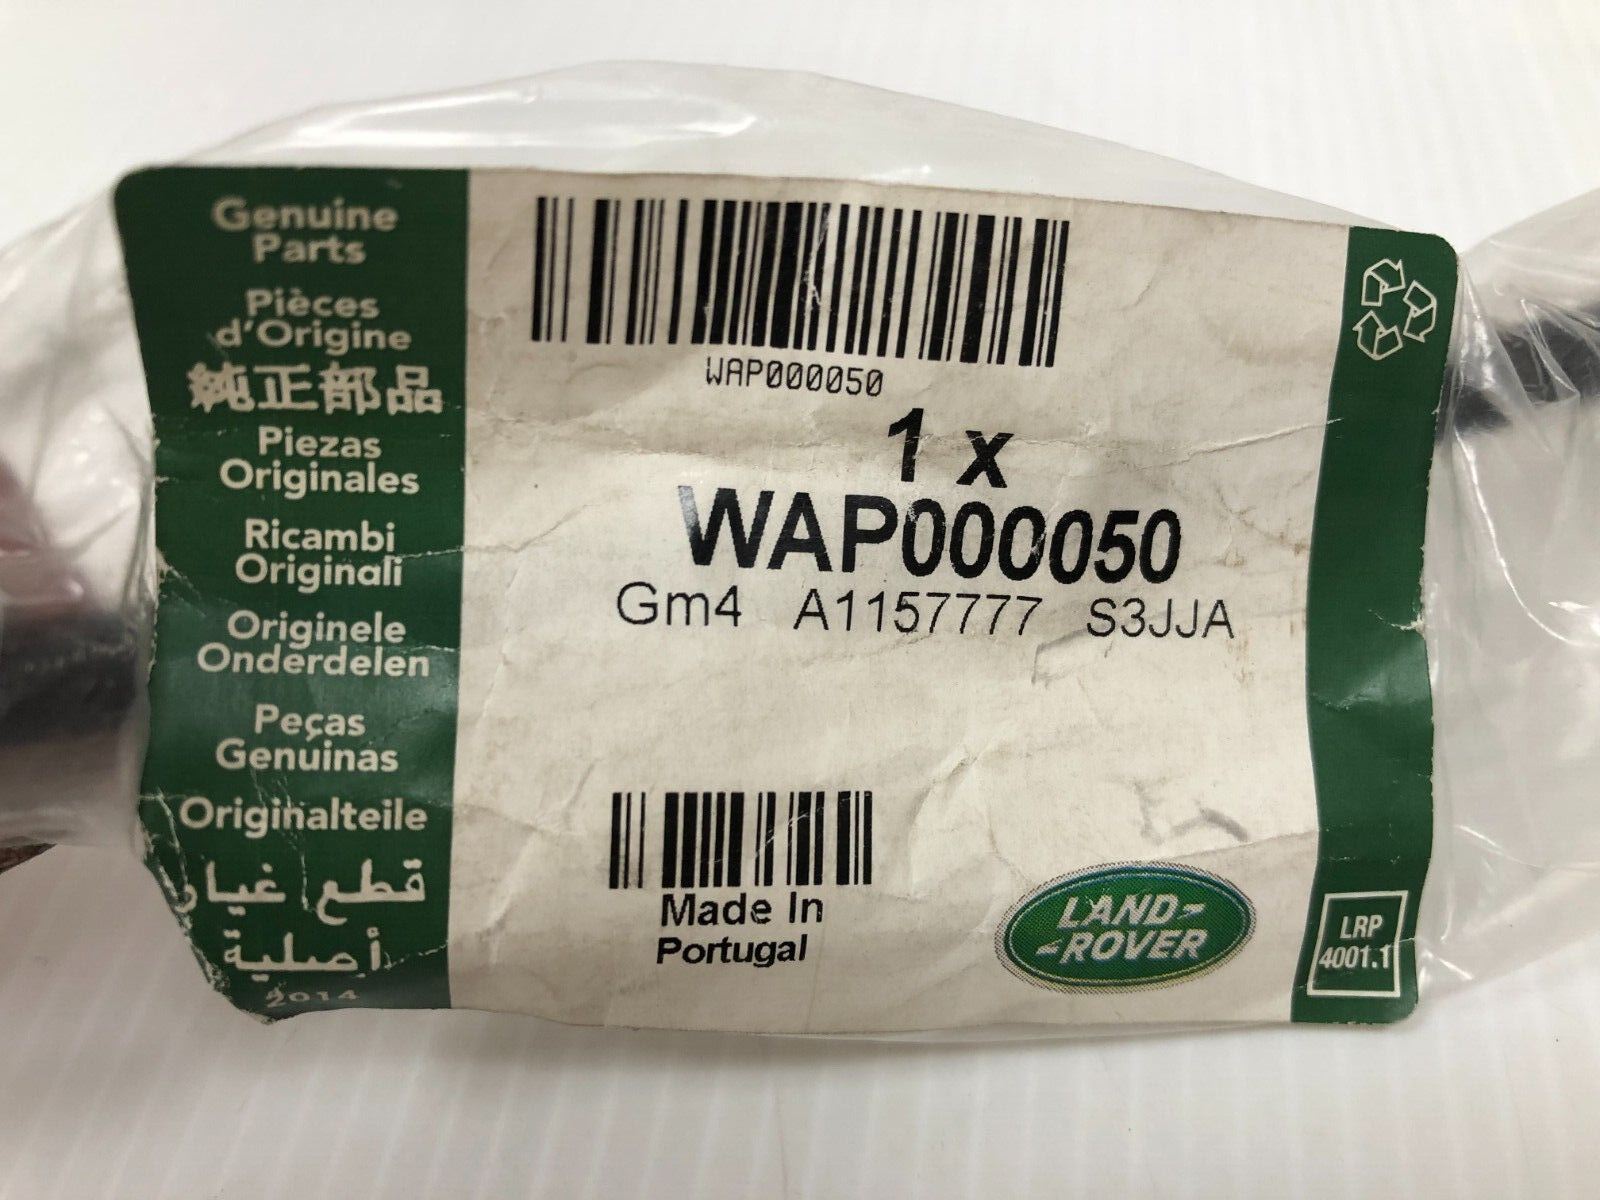 Genuine
Parts
Pièces
d'Origine
純正部品
Piezas
Originales
Ricambi
Originali
Originele
Onderdelen
Peças
Genuinas
Originalteile
قطع غيار
أصلية
2014
WAP000050
1 x
WAP000050
Gm4 A1157777 S3JJA
Made In
Portugal
LAND-
-ROVER
LRP
4001.1